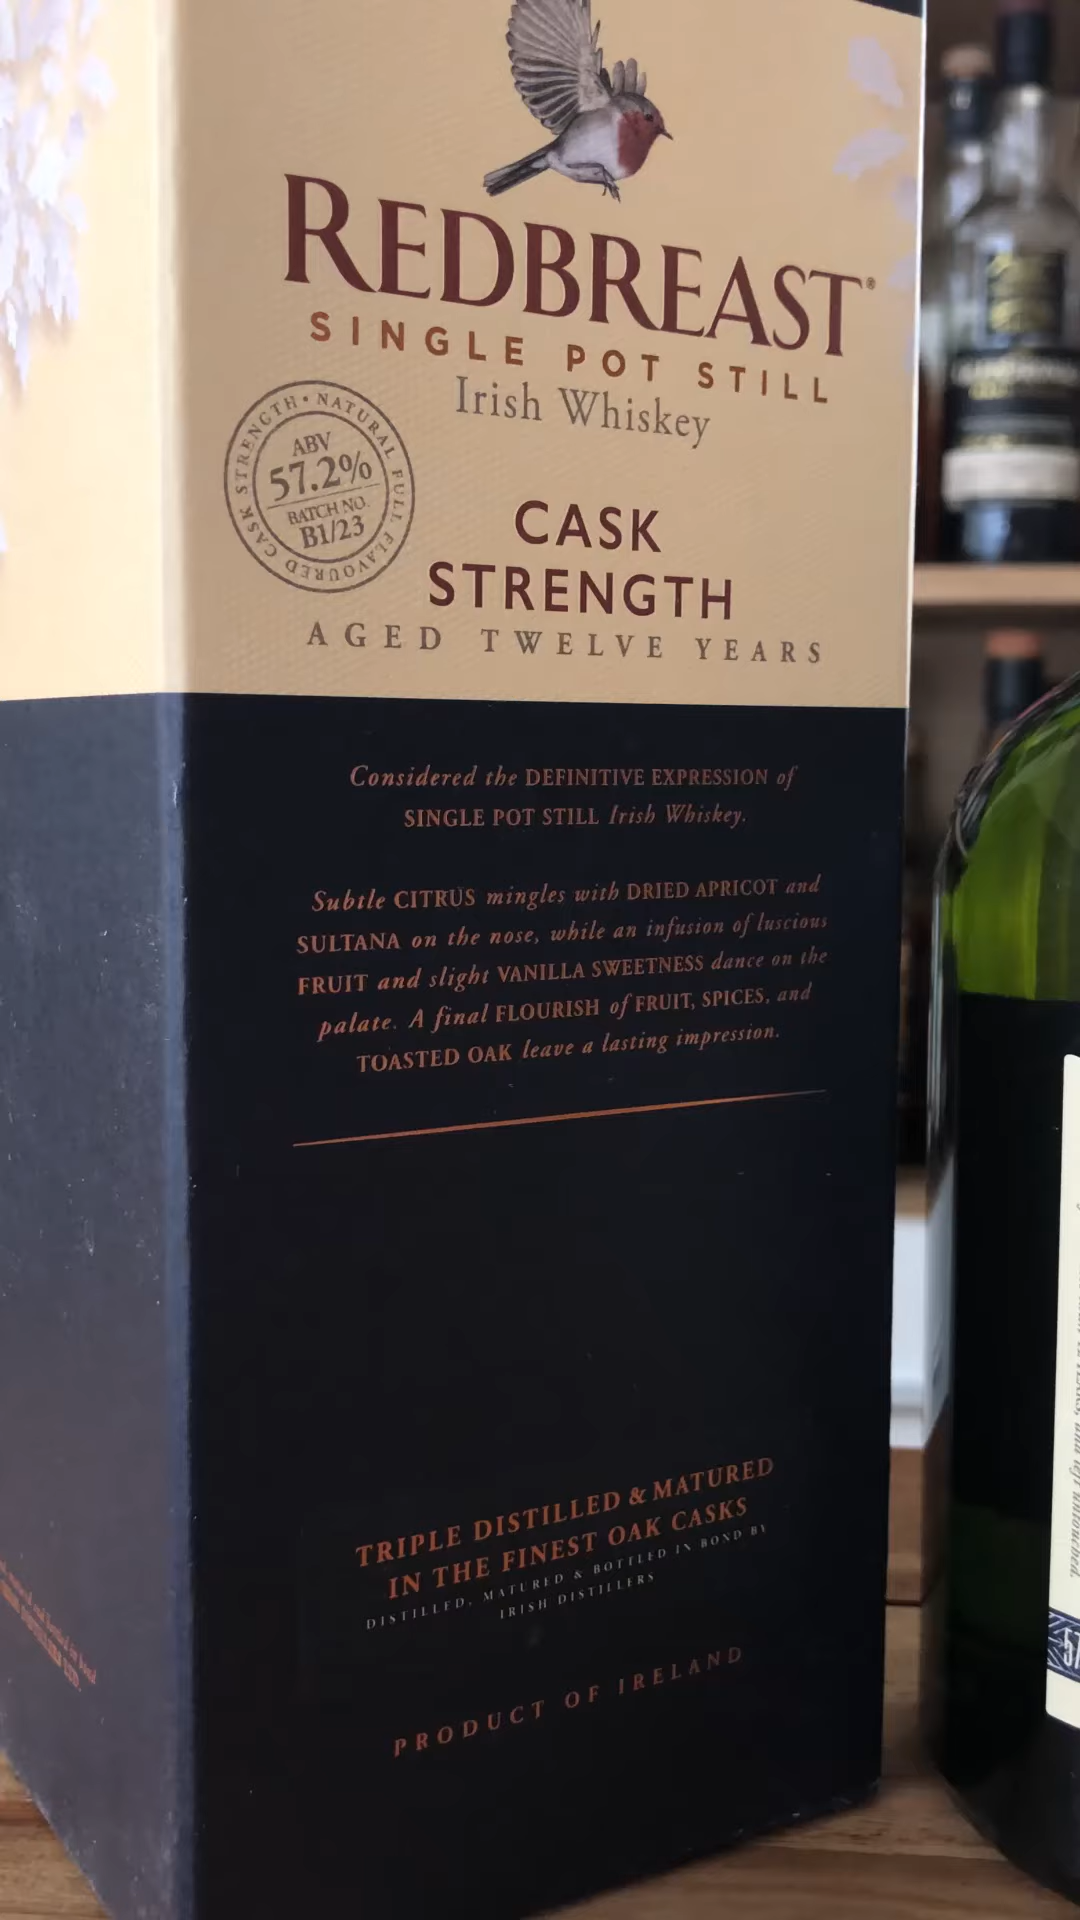 REDBREAST®
SINGLE POT STILL
Irish Whiskey
CASK STRENGTH • NATURAL FULL FLAVOURED
ABV
57.2%
BATCH NO.
B1/23
CASK
STRENGTH
AGED TWELVE YEARS
Considered the DEFINITIVE EXPRESSION of
SINGLE POT STILL Irish Whiskey.
Subtle CITRUS mingles with DRIED APRICOT and
SULTANA on the nose, while an infusion of luscious
FRUIT and slight VANILLA SWEETNESS dance on the
palate. A final FLOURISH of FRUIT, SPICES, and
TOASTED OAK leave a lasting impression.
TRIPLE DISTILLED & MATURED
IN THE FINEST OAK CASKS
DISTILLED, MATURED & BOTTLED IN BOND BY
IRISH DISTILLERS
PRODUCT OF IRELAND
and left untouched.
57